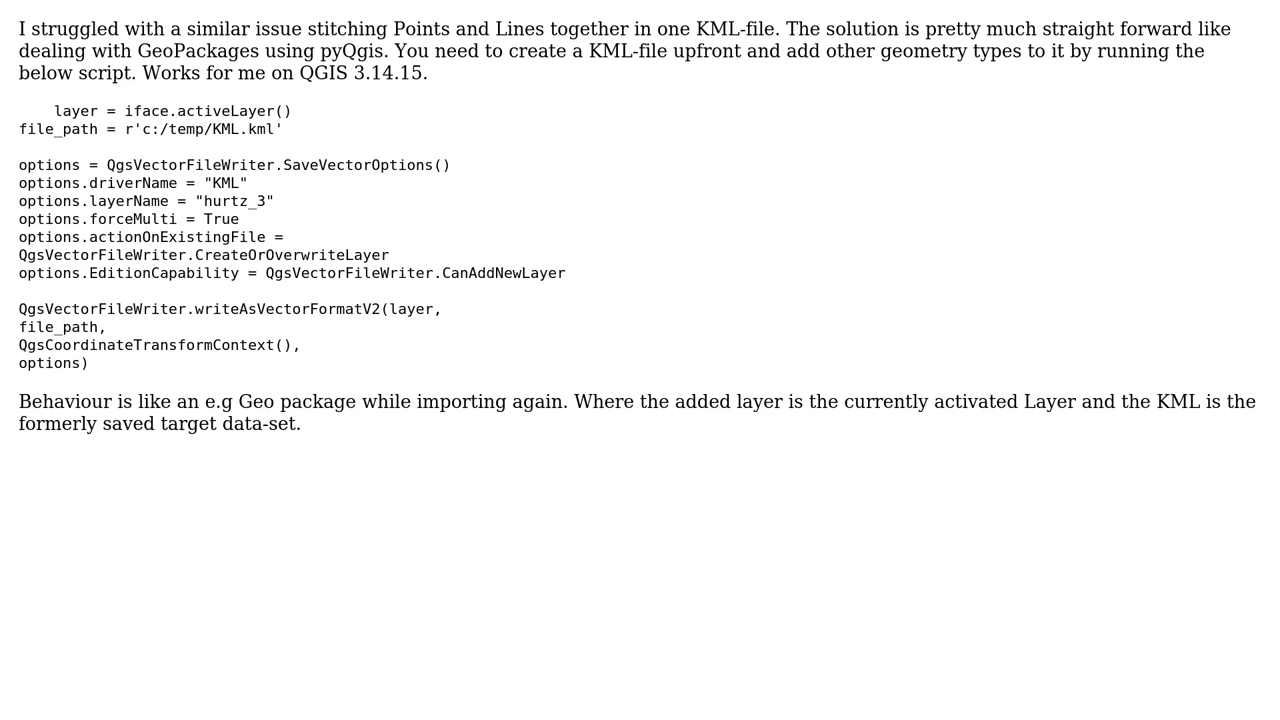 I struggled with a similar issue stitching Points and Lines together in one KML-file. The solution is pretty much straight forward like
dealing with GeoPackages using pyQgis. You need to create a KML-file upfront and add other geometry types to it by running the
below script. Works for me on QGIS 3.14.15.
    layer = iface.activeLayer()
file_path = r'c:/temp/KML.kml'
options = QgsVectorFileWriter.SaveVectorOptions()
options.driverName = "KML"
options.layerName = "hurtz_3"
options.forceMulti = True
options.actionOnExistingFile =
QgsVectorFileWriter.CreateOrOverwriteLayer
options.EditionCapability = QgsVectorFileWriter.CanAddNewLayer
QgsVectorFileWriter.writeAsVectorFormatV2(layer,
file_path,
QgsCoordinateTransformContext(),
options)
Behaviour is like an e.g Geo package while importing again. Where the added layer is the currently activated Layer and the KML is the
formerly saved target data-set.